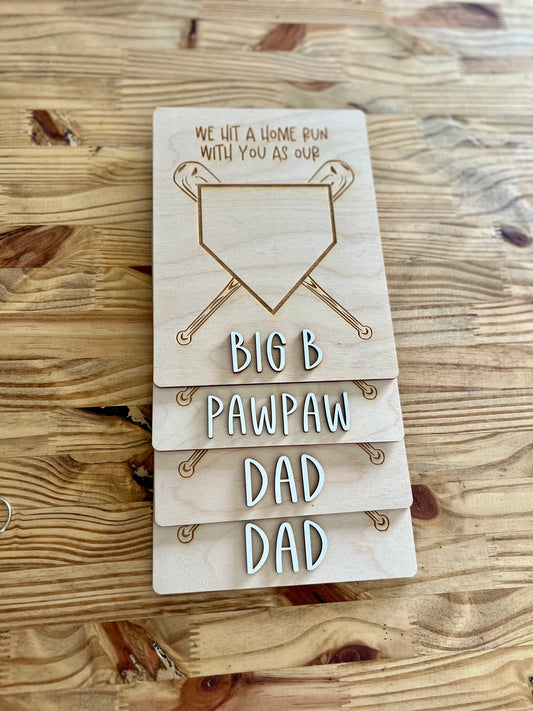 WE HIT A HOME RUN
WITH YOU AS OUR
BIG B
PAWPAW
DAD
DAD